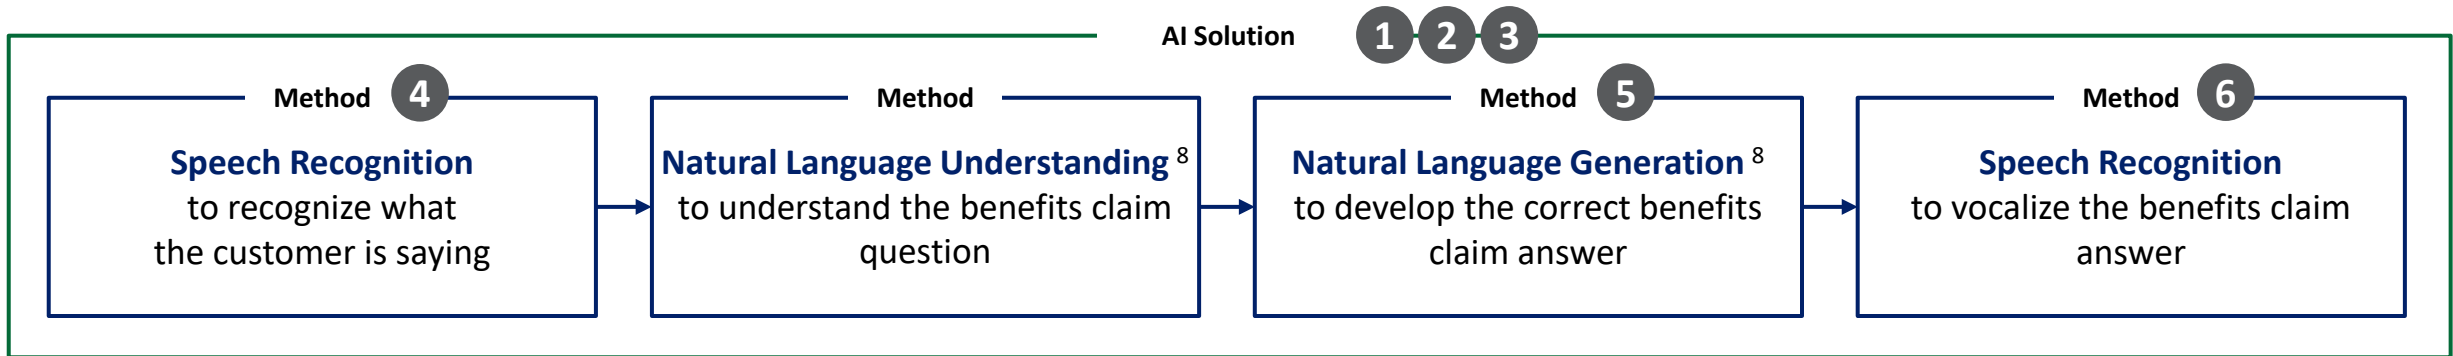 AI Solution 1 2 3
Method 4
Speech Recognition
to recognize what
the customer is saying
Method
Natural Language Understanding 8
to understand the benefits claim
question
Method 5
Natural Language Generation 8
to develop the correct benefits
claim answer
Method 6
Speech Recognition
to vocalize the benefits claim
answer